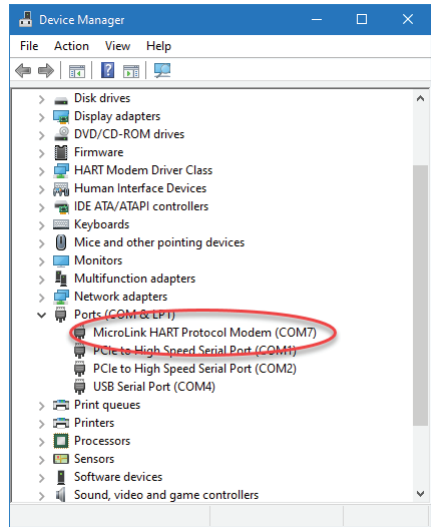 Device Manager
File Action View Help
Disk drives
Display adapters
DVD/CD-ROM drives
Firmware
HART Modem Driver Class
Human Interface Devices
IDE ATA/ATAPI controllers
Keyboards
Mice and other pointing devices
Monitors
Multifunction adapters
Network adapters
Ports (COM & LPT)
MicroLink HART Protocol Modem (COM7)
PCIe to High Speed Serial Port (COM1)
PCIe to High Speed Serial Port (COM2)
USB Serial Port (COM4)
Print queues
Printers
Processors
Sensors
Software devices
Sound, video and game controllers